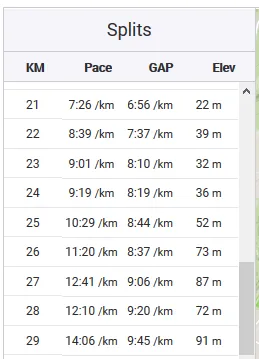 Splits
KM Pace GAP Elev
21 7:26 /km 6:56 /km 22 m
22 8:39 /km 7:37 /km 39 m
23 9:01 /km 8:10 /km 32 m
24 9:19 /km 8:19 /km 36 m
25 10:29 /km 8:44 /km 52 m
26 11:20 /km 8:37 /km 73 m
27 12:41 /km 9:06 /km 87 m
28 12:10 /km 9:20 /km 72 m
29 14:06 /km 9:45 /km 91 m